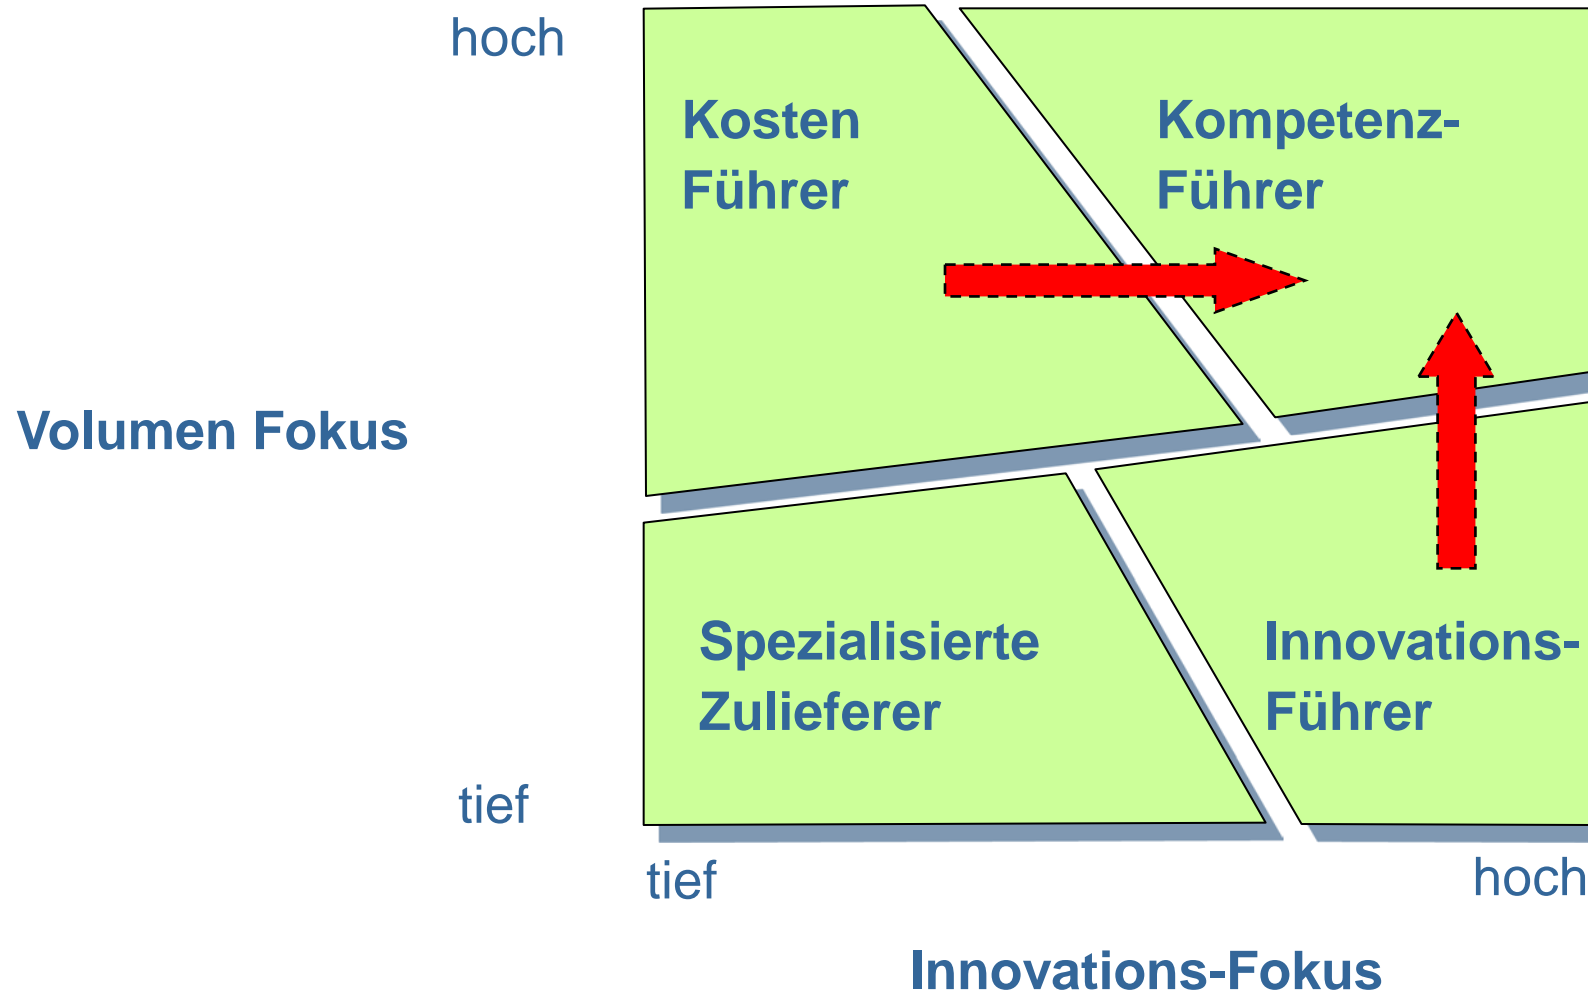 hoch
Kosten
Führer
Kompetenz-
Führer
Volumen Fokus
Spezialisierte
Zulieferer
Innovations-
Führer
tief
tief
hoch
Innovations-Fokus